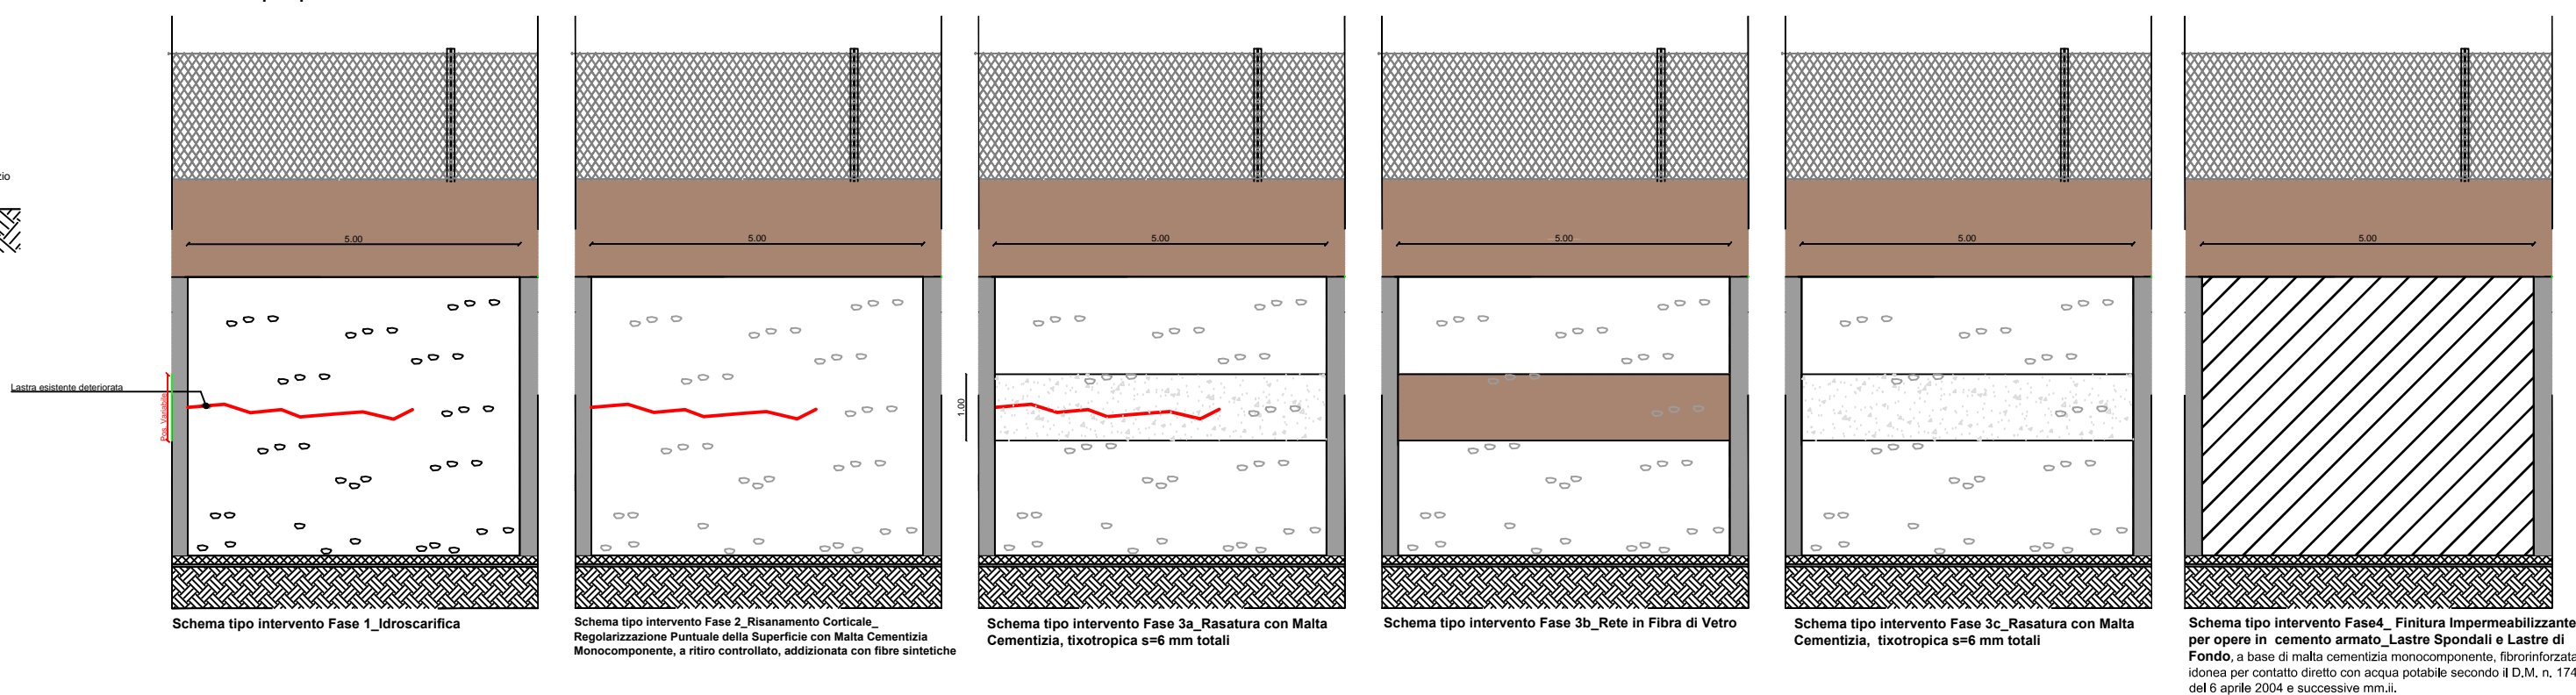 zio
5.00
5.00
5.00
5.00
5.00
5.00
Lastra esistente deteriorata
Pos. Variabile
1.00
Schema tipo intervento Fase 1_Idroscarifica
Schema tipo intervento Fase 2_Risanamento Corticale_
Regolarizzazione Puntuale della Superficie con Malta Cementizia
Monocomponente, a ritiro controllato, addizionata con fibre sintetiche
Schema tipo intervento Fase 3a_Rasatura con Malta
Cementizia, tixotropica s=6 mm totali
Schema tipo intervento Fase 3b_Rete in Fibra di Vetro
Schema tipo intervento Fase 3c_Rasatura con Malta
Cementizia, tixotropica s=6 mm totali
Schema tipo intervento Fase4_ Finitura Impermeabilizzante
per opere in cemento armato_Lastre Spondali e Lastre di
Fondo, a base di malta cementizia monocomponente, fibrorinforzata
idonea per contatto diretto con acqua potabile secondo il D.M. n. 174
del 6 aprile 2004 e successive mm.ii.